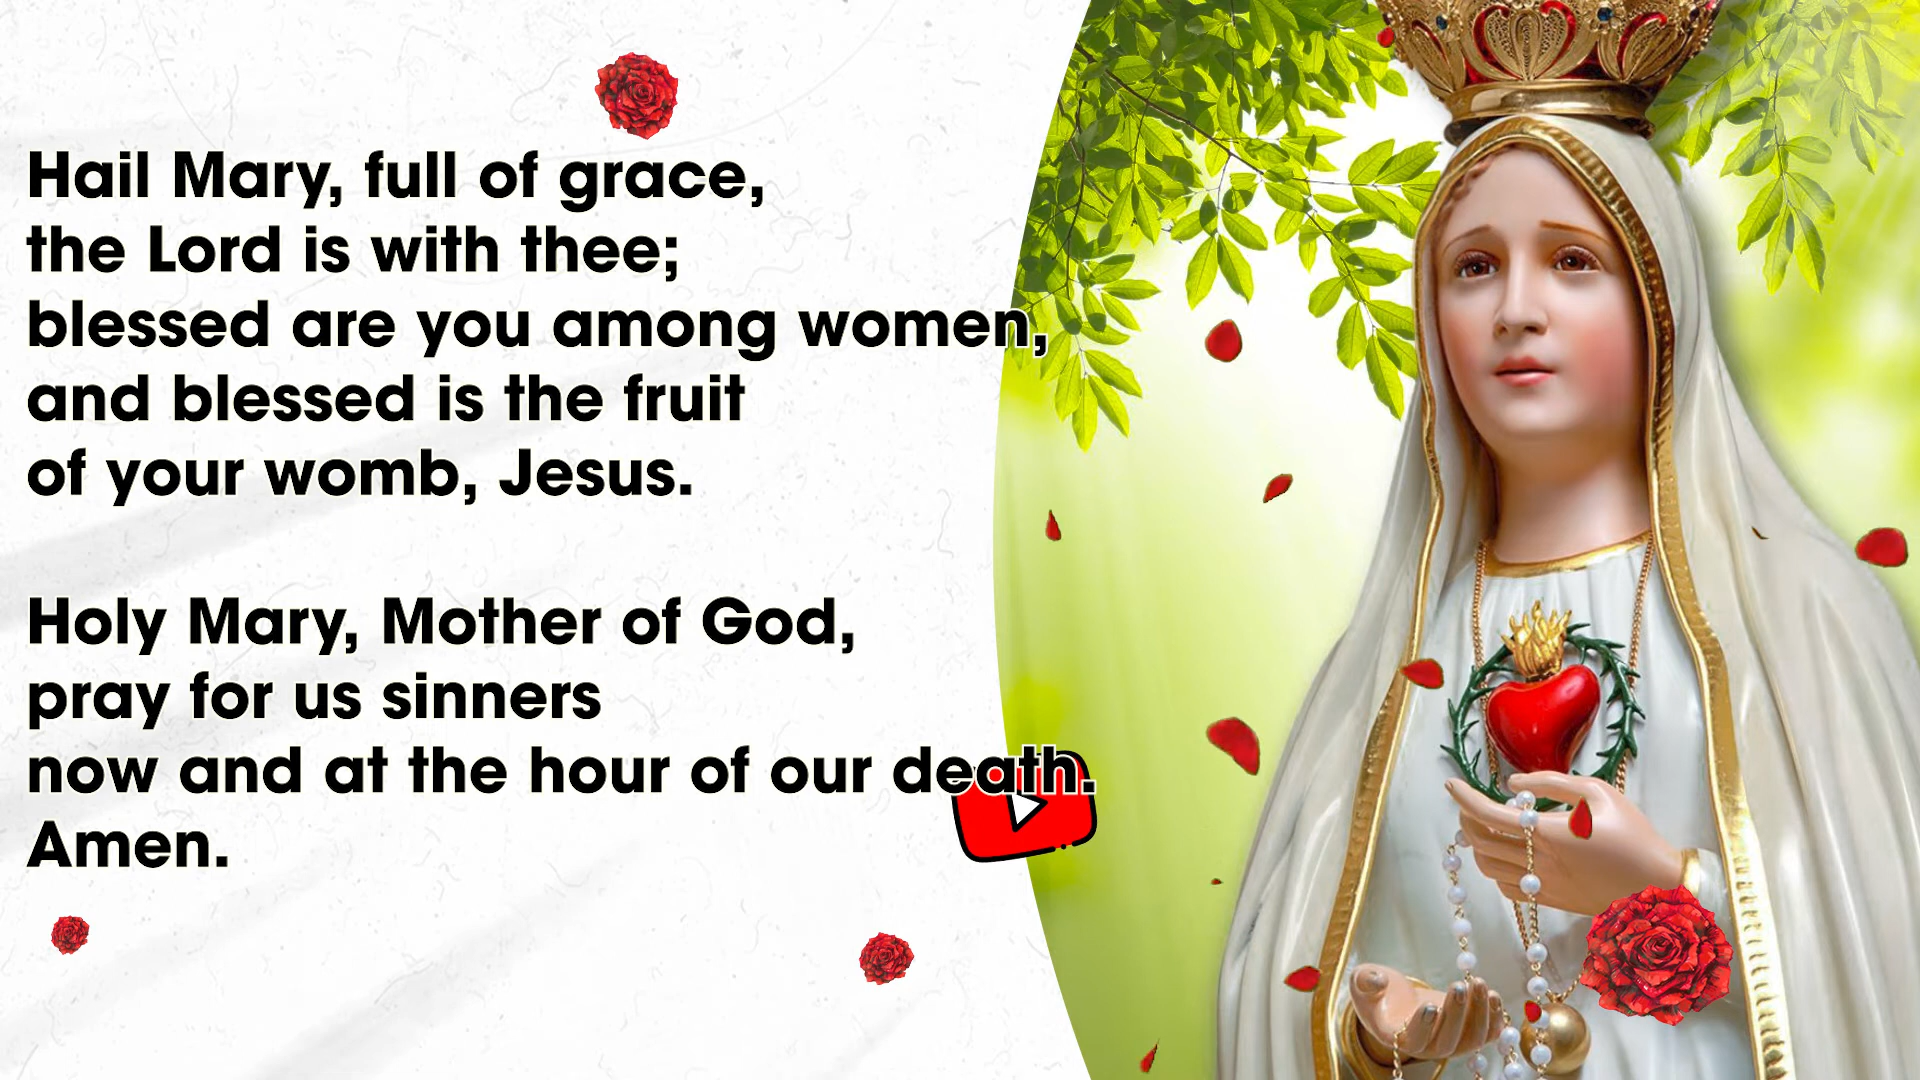 Hail Mary, full of grace,
the Lord is with thee;
blessed are you among women,
and blessed is the fruit
of your womb, Jesus.
Holy Mary, Mother of God,
pray for us sinners
now and at the hour of our death.
Amen.